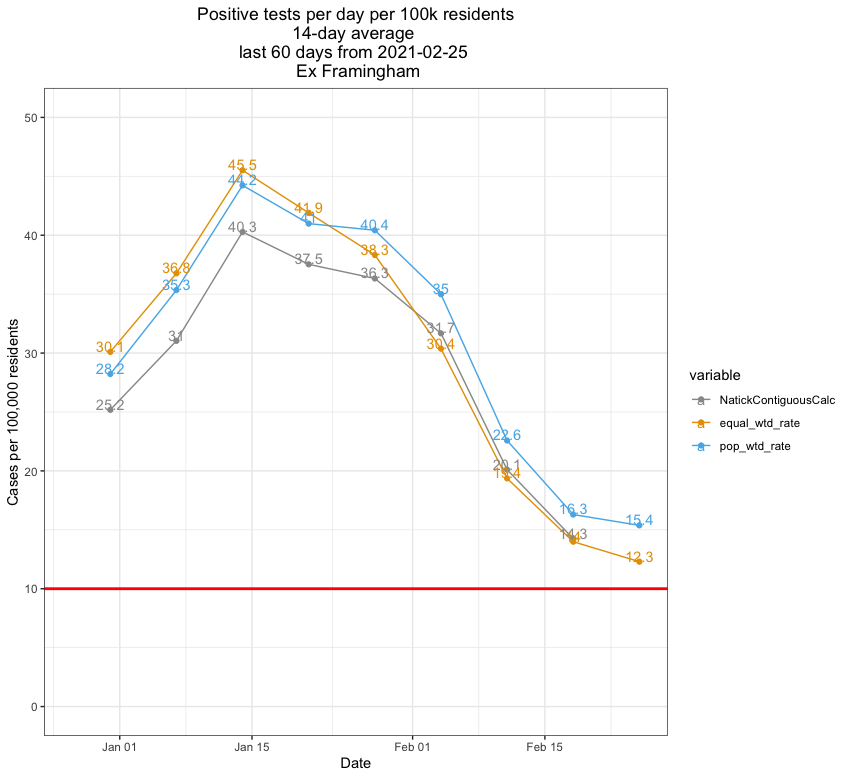 Positive tests per day per 100k residents
14-day average
last 60 days from 2021-02-25
Ex Framingham
Cases per 100,000 residents
50
40
30
20
10
0
45.5
44.2
41.9
41
40.3
40.4
38.3
37.5
36.3
36.8
35.3
35
31.7
31
30.4
30.1
28.2
25.2
22.6
20.1
19.4
16.3
15.4
14.3
14
12.3
Jan 01
Jan 15
Feb 01
Feb 15
Date
variable
a NatickContiguousCalc
a equal_wtd_rate
a pop_wtd_rate